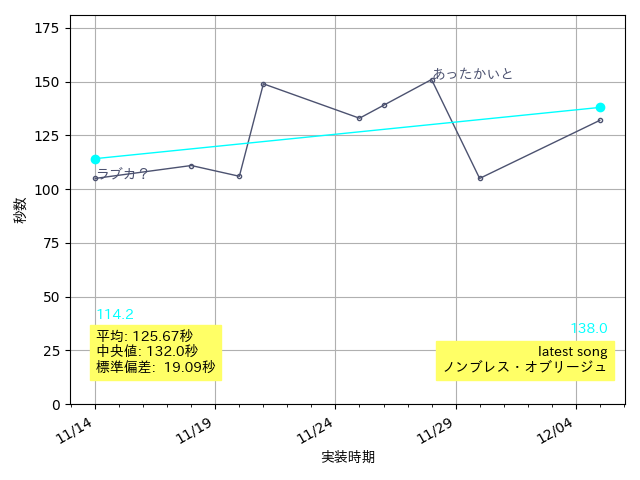 175
150
125
100
75
50
25
0
秒数
あったかいと
ラブカ？
114.2
138.0
平均: 125.67秒
中央値: 132.0秒
標準偏差: 19.09秒
latest song
ノンブレス・オブリージュ
11/14
11/19
11/24
11/29
12/04
実装時期